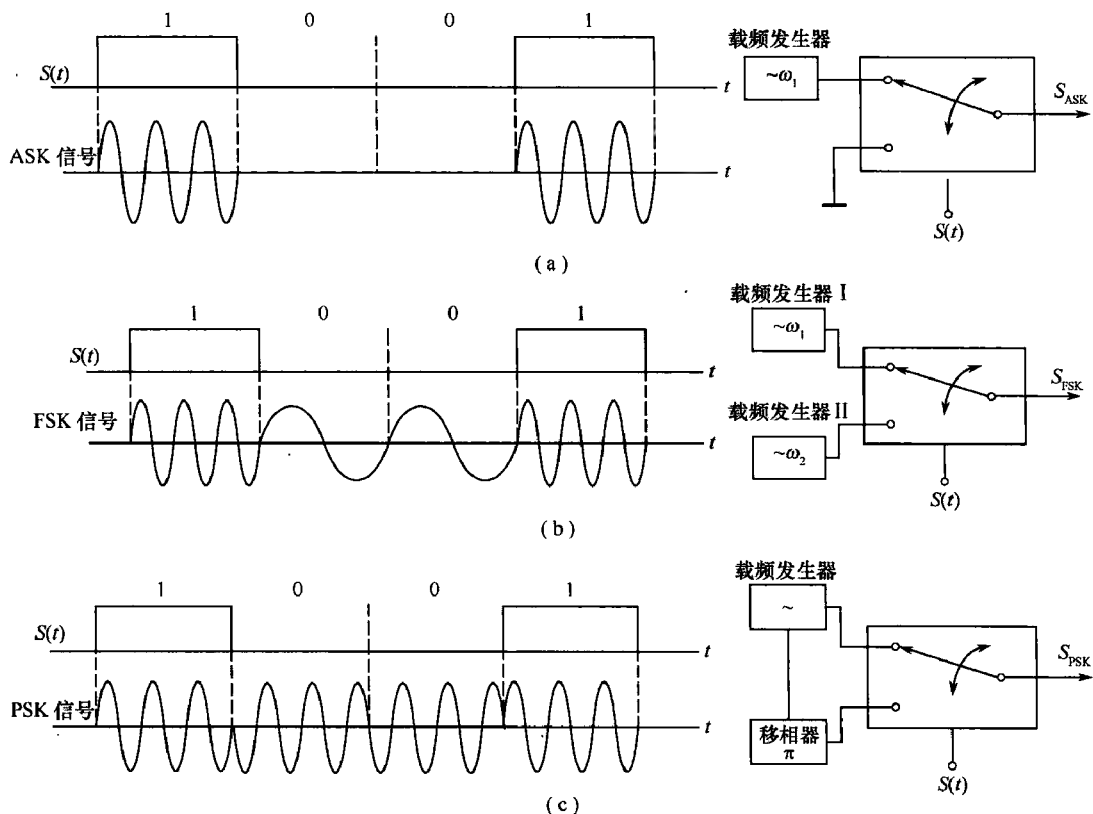 1 0 0 1
S(t) t
ASK 信号 t
载频发生器
~ω₁
S_ASK
S(t)
(a)
1 0 0 1
S(t) t
FSK 信号 t
载频发生器 I
~ω₁
载频发生器 II
~ω₂
S_FSK
S(t)
(b)
1 0 0 1
S(t) t
PSK 信号 t
载频发生器
~
移相器
π
S_PSK
S(t)
(c)